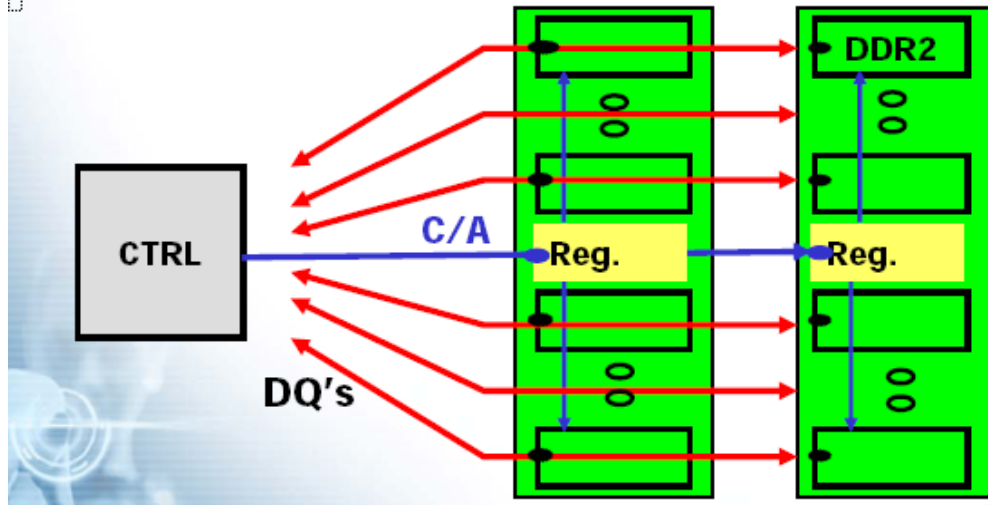 DDR2
C/A
CTRL
Reg.
Reg.
DQ's